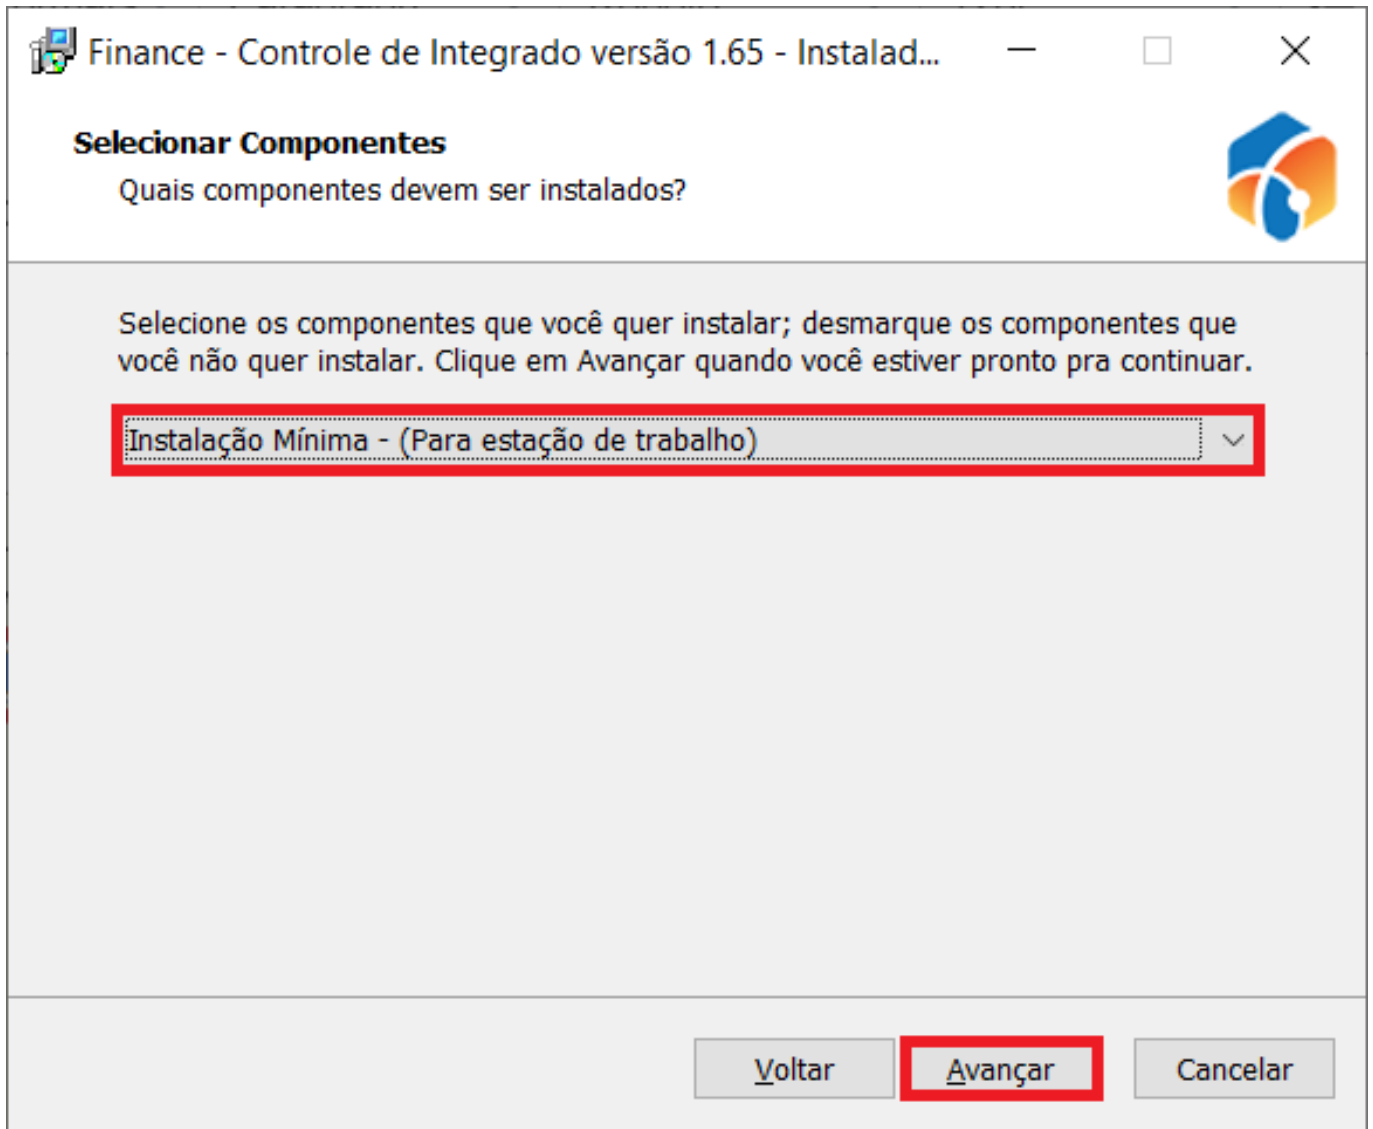 Finance - Controle de Integrado versão 1.65 - Instalad...
Selecionar Componentes
Quais componentes devem ser instalados?
Selecione os componentes que você quer instalar; desmarque os componentes que
você não quer instalar. Clique em Avançar quando você estiver pronto pra continuar.
Instalação Mínima - (Para estação de trabalho)
Voltar
Avançar
Cancelar